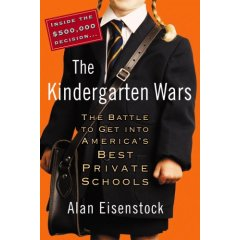 INSIDE THE
$500,000
DECISION...
The
Kindergarten Wars
THE BATTLE
TO GET INTO
AMERICA'S
BEST
PRIVATE
SCHOOLS
Alan Eisenstock